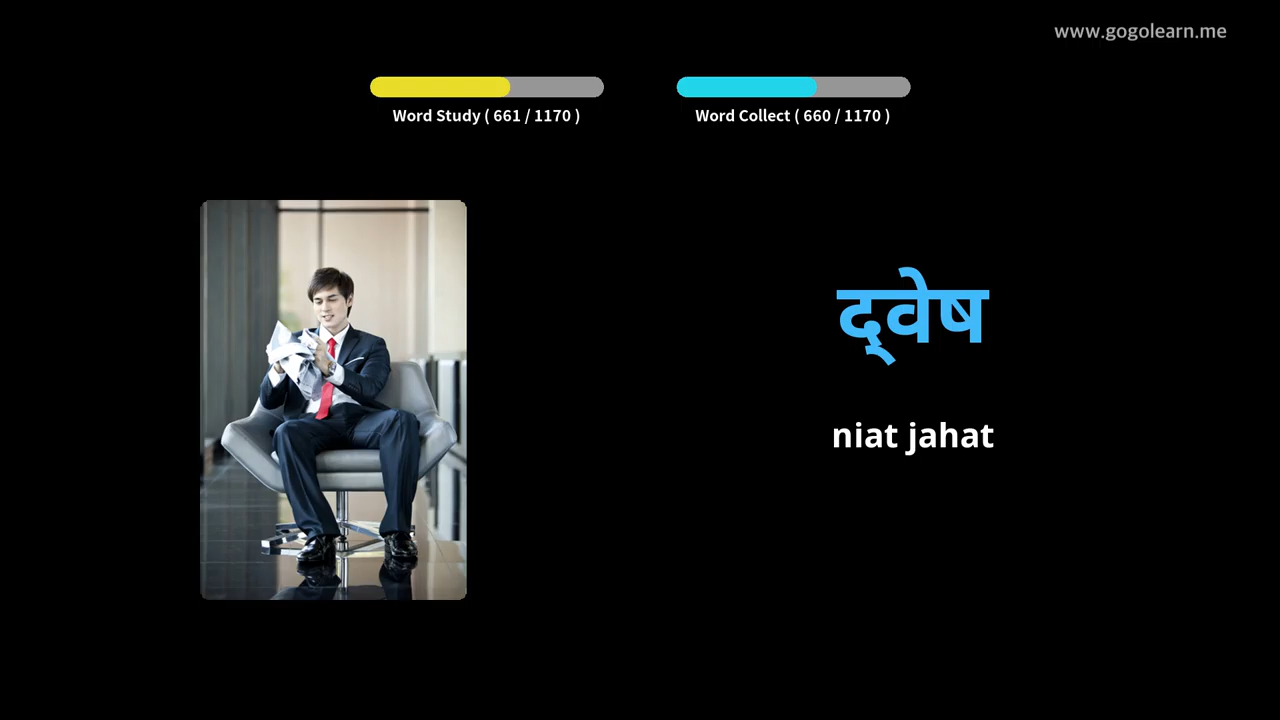 www.gogolearn.me
Word Study ( 661 / 1170 )
Word Collect ( 660 / 1170 )
द्वेष
niat jahat